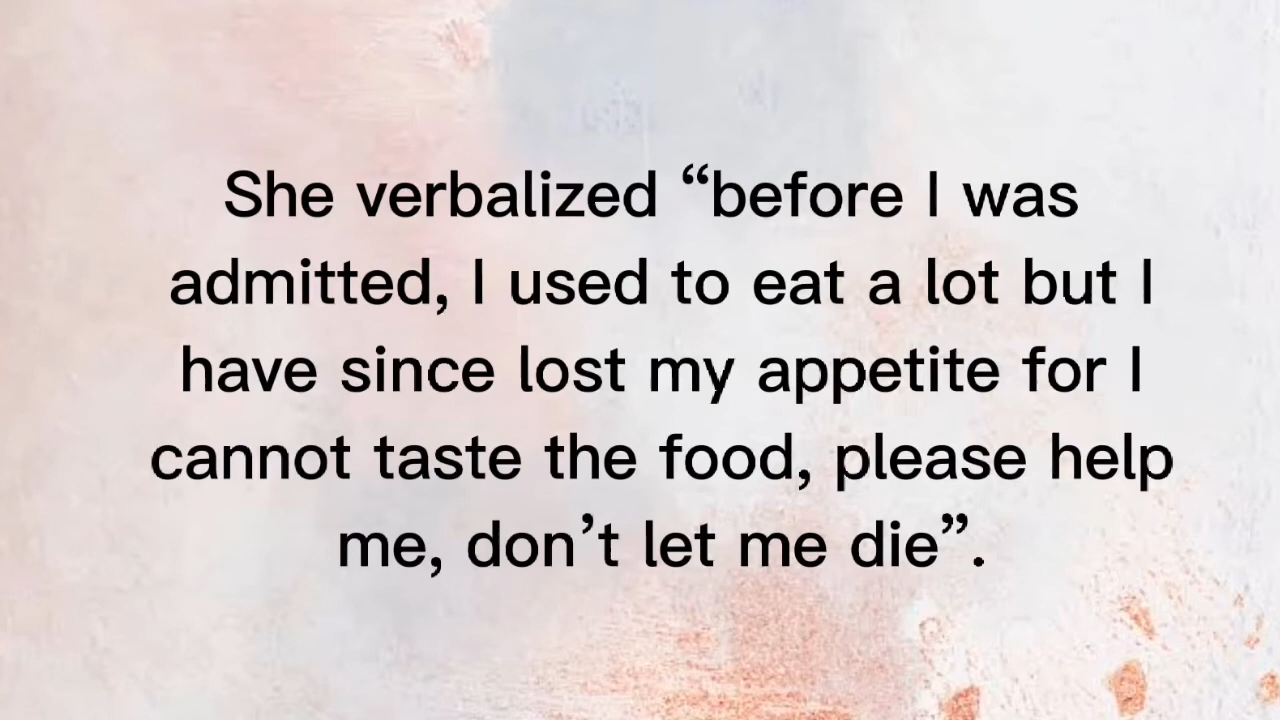 She verbalized “before I was
admitted, I used to eat a lot but I
have since lost my appetite for I
cannot taste the food, please help
me, don’t let me die”.